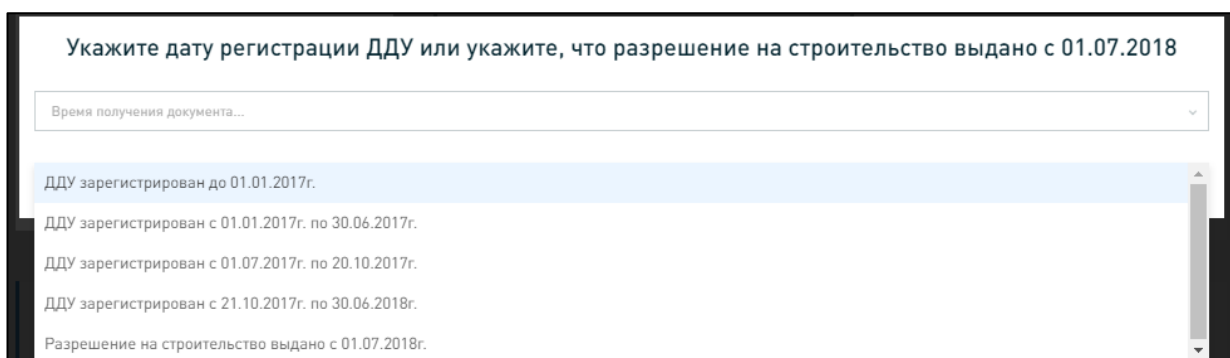 Укажите дату регистрации ДДУ или укажите, что разрешение на строительство выдано с 01.07.2018
Время получения документа...
ДДУ зарегистрирован до 01.01.2017г.
ДДУ зарегистрирован с 01.01.2017г. по 30.06.2017г.
ДДУ зарегистрирован с 01.07.2017г. по 20.10.2017г.
ДДУ зарегистрирован с 21.10.2017г. по 30.06.2018г.
Разрешение на строительство выдано с 01.07.2018г.